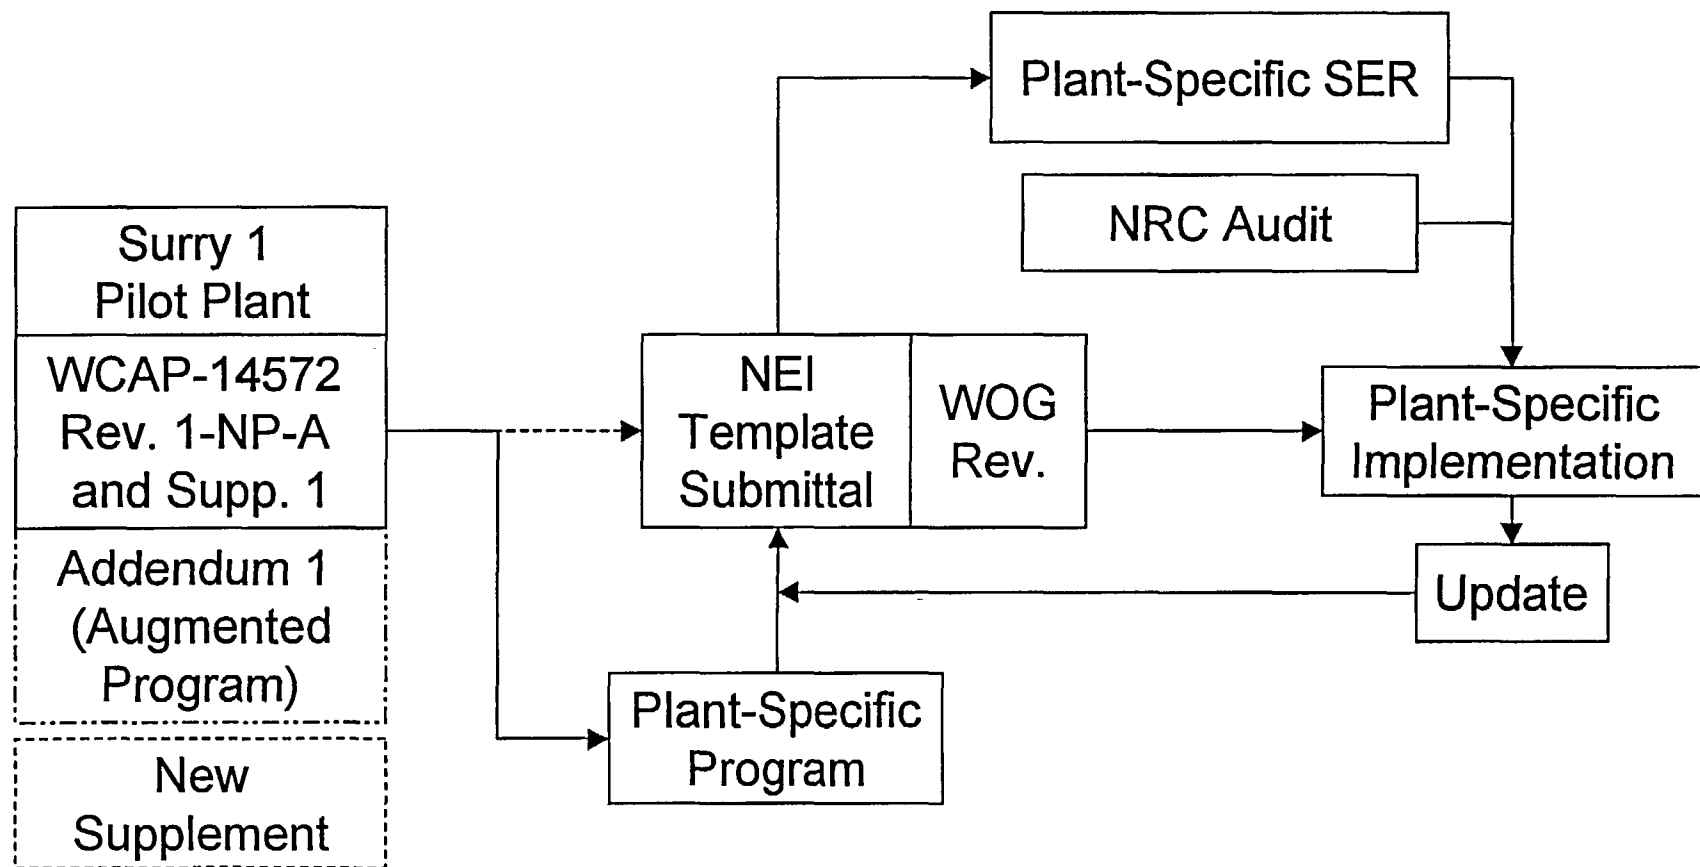 Plant-Specific SER
NRC Audit
Surry 1
Pilot Plant
WCAP-14572
Rev. 1-NP-A
and Supp. 1
Addendum 1
(Augmented
Program)
New
Supplement
NEI
Template
Submittal
WOG
Rev.
Plant-Specific
Implementation
Update
Plant-Specific
Program